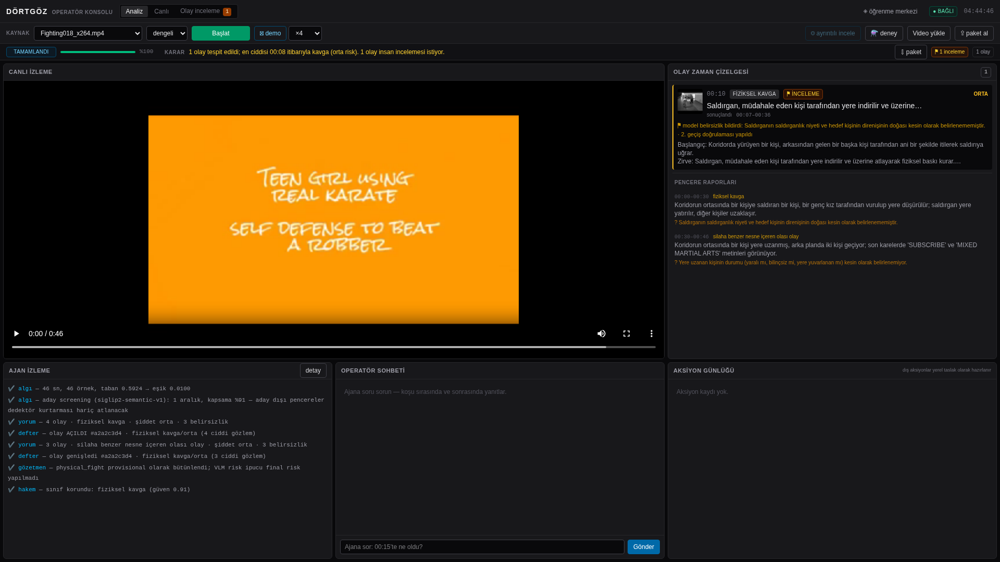 DÖRTGÖZ OPERATÖR KONSOLU Analiz Canlı Olay inceleme 1 öğrenme merkezi ● BAĞLI 04:44:46
KAYNAK Fighting018_x264.mp4 dengeli Başlat demo ×4 ayrıntılı incele deney Video yükle ⇪ paket al
TAMAMLANDI %100 KARAR 1 olay tespit edildi; en ciddisi 00:08 itibarıyla kavga (orta risk). 1 olay insan incelemesi istiyor. paket 1 inceleme 1 olay
CANLI İZLEME
TEEN GIRL USING
REAL KARATE
SELF DEFENSE TO BEAT
A ROBBER
0:00 / 0:46
OLAY ZAMAN ÇİZELGESİ 1
00:10 FİZİKSEL KAVGA İNCELEME ORTA
Saldırgan, müdahale eden kişi tarafından yere indirilir ve üzerine…
sonuçlandı 00:07–00:36
model belirsizlik bildirdi: Saldırganın saldırganlık niyeti ve hedef kişinin direnişinin doğası kesin olarak belirlenememiştir.
· 2. geçiş doğrulaması yapıldı
Başlangıç: Koridorda yürüyen bir kişi, arkasından gelen bir başka kişi tarafından ani bir şekilde itilerek saldırıya
uğrar.
Zirve: Saldırgan, müdahale eden kişi tarafından yere indirilir ve üzerine atlayarak fiziksel baskı kurar.…
PENCERE RAPORLARI
00:00–00:30 fiziksel kavga
Koridorun ortasında bir kişiye saldıran bir kişi, bir genç kız tarafından vurulup yere düşürülür; saldırgan yere
yatırılır, diğer kişiler uzaklaşır.
? Saldırganın saldırganlık niyeti ve hedef kişinin direnişinin doğası kesin olarak belirlenememiştir.
00:30–00:46 silaha benzer nesne içeren olası olay
Koridorun ortasında bir kişi yere uzanmış, arka planda iki kişi geçiyor; son karelerde 'SUBSCRIBE' ve 'MIXED
MARTIAL ARTS' metinleri görünüyor.
? Yere uzanan kişinin durumu (yaralı mı, bilinçsiz mi, yere yuvarlanan mı) kesin olarak belirlenemiyor.
AJAN İZLEME detay
✔ algı — 46 sn, 46 örnek, taban 0.5924 → eşik 0.0100
✔ algı — aday screening (siglip2-semantic-v1): 1 aralık, kapsama %91 — aday dışı pencereler
dedektör kurtarması hariç atlanacak
✔ yorum — 4 olay · fiziksel kavga · şiddet orta · 3 belirsizlik
✔ defter — olay AÇILDI #a2a2c3d4 · fiziksel kavga/orta (4 ciddi gözlem)
✔ yorum — 3 olay · silaha benzer nesne içeren olası olay · şiddet orta · 3 belirsizlik
✔ defter — olay genişledi #a2a2c3d4 · fiziksel kavga/orta (3 ciddi gözlem)
✔ gözetmen — physical_fight provisional olarak bütünlendi; VLM risk ipucu final risk
yapılmadı
✔ hakem — sınıf korundu: fiziksel kavga (güven 0.91)
OPERATÖR SOHBETİ
Ajana soru sorun — koşu sırasında ve sonrasında yanıtlar.
Ajana sor: 00:15'te ne oldu? Gönder
AKSİYON GÜNLÜĞÜ dış aksiyonlar yerel taslak olarak hazırlanır
Aksiyon kaydı yok.